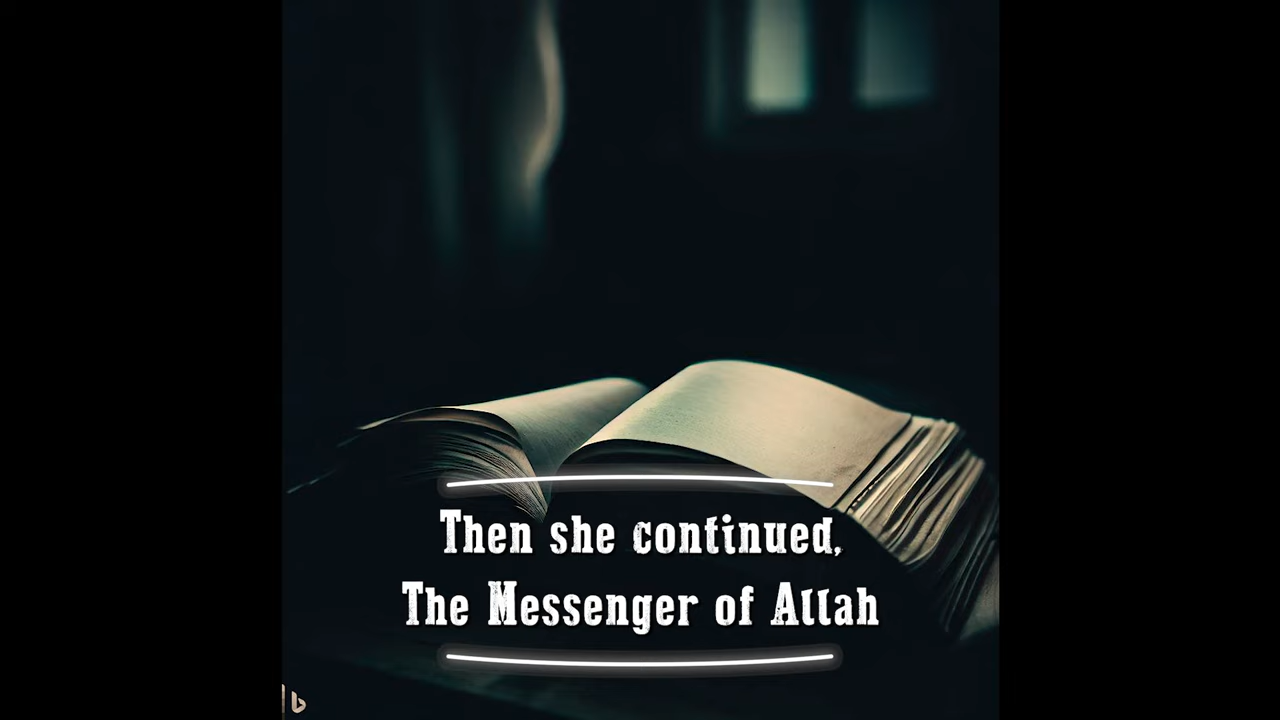 Then she continued,
The Messenger of Allah